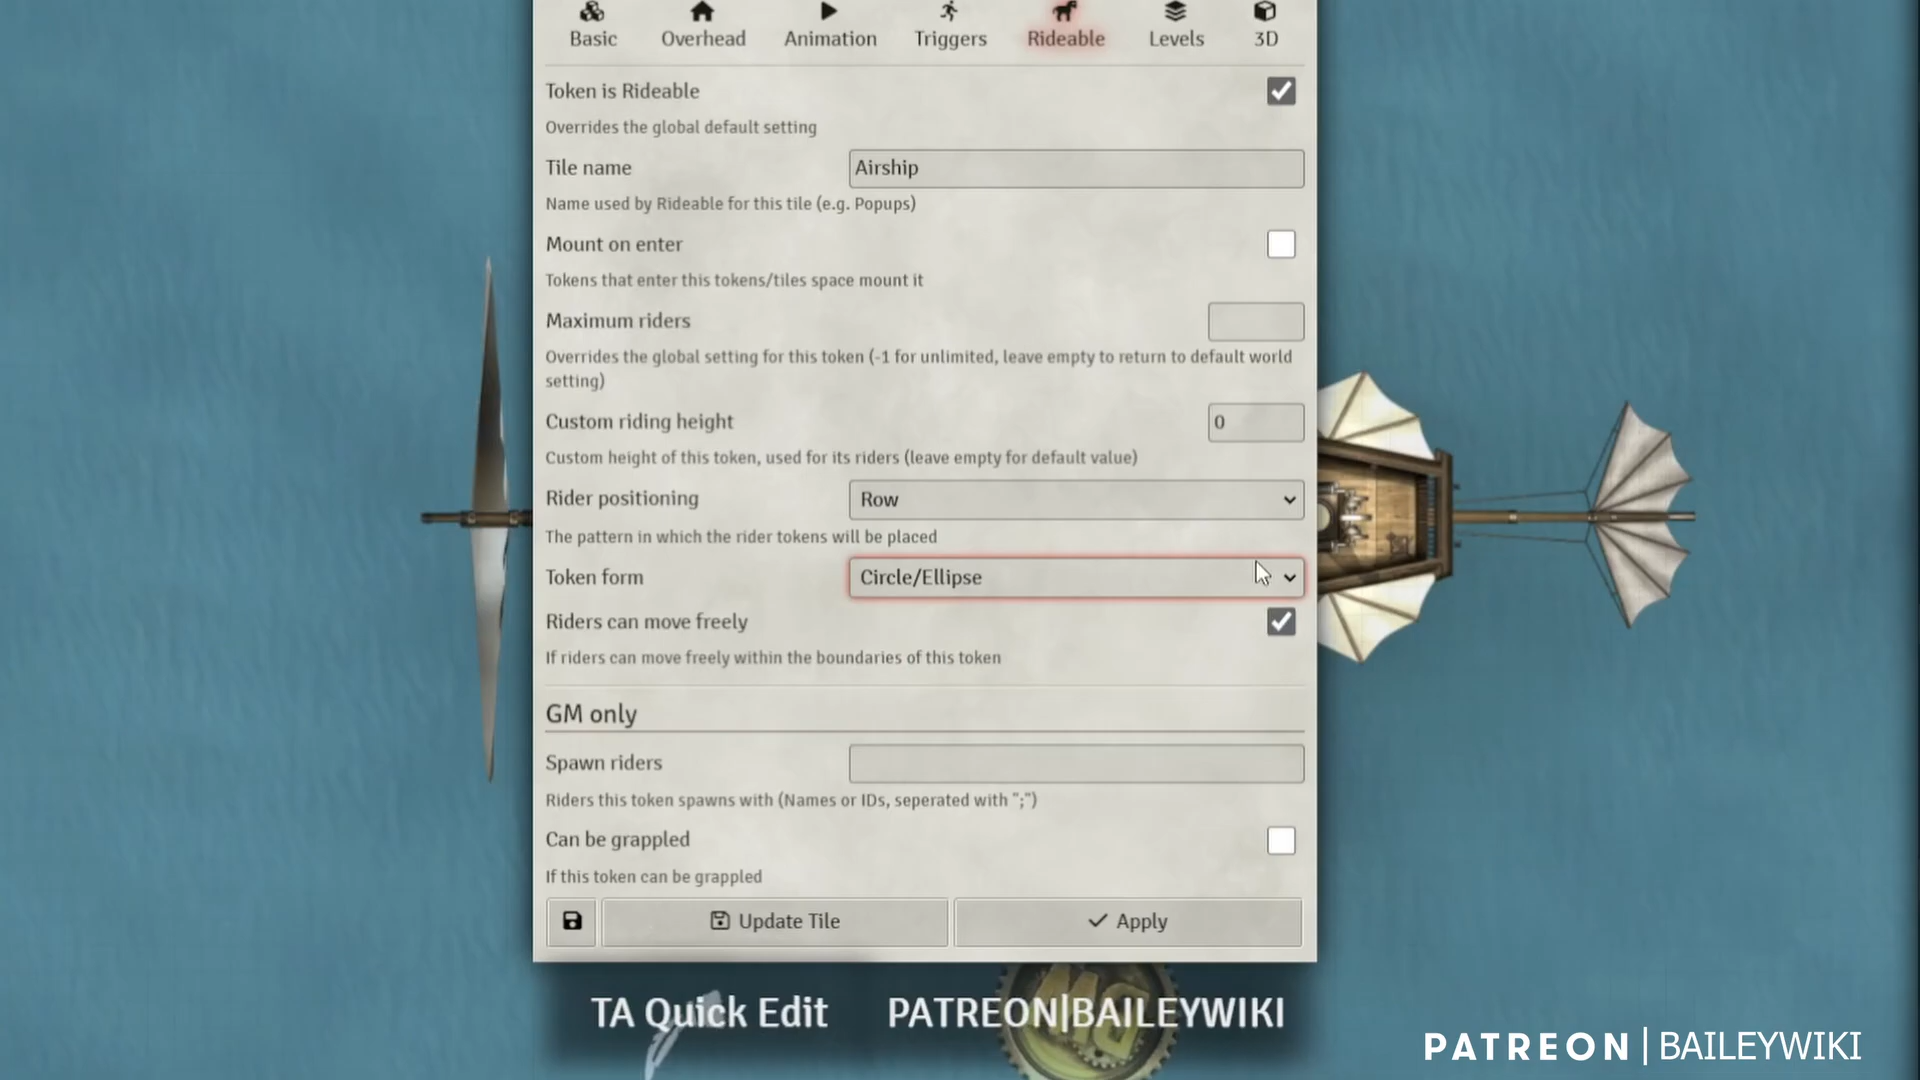 Basic
Overhead
Animation
Triggers
Rideable
Levels
3D
Token is Rideable
Overrides the global default setting
Tile name
Airship
Name used by Rideable for this tile (e.g. Popups)
Mount on enter
Tokens that enter this tokens/tiles space mount it
Maximum riders
Overrides the global setting for this token (-1 for unlimited, leave empty to return to default world
setting)
Custom riding height
0
Custom height of this token, used for its riders (leave empty for default value)
Rider positioning
Row
The pattern in which the rider tokens will be placed
Token form
Circle/Ellipse
Riders can move freely
If riders can move freely within the boundaries of this token
GM only
Spawn riders
Riders this token spawns with (Names or IDs, seperated with ";")
Can be grappled
If this token can be grappled
Update Tile
Apply
TA Quick Edit
PATREON|BAILEYWIKI
PATREON|BAILEYWIKI